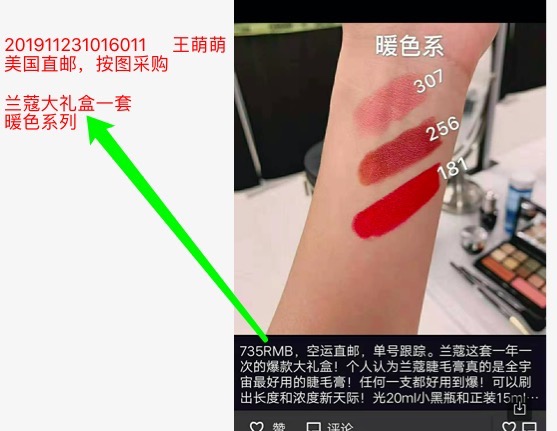 201911231016011 王萌萌
美国直邮，按图采购
兰蔻大礼盒一套
暖色系列
暖色系
307
256
181
735RMB，空运直邮，单号跟踪。兰蔻这套一年一
次的爆款大礼盒！个人认为兰蔻睫毛膏真的是全宇
宙最好用的睫毛膏！任何一支都好用到爆！可以刷
出长度和浓度新天际！光20ml小黑瓶和正装15ml…
赞 评论